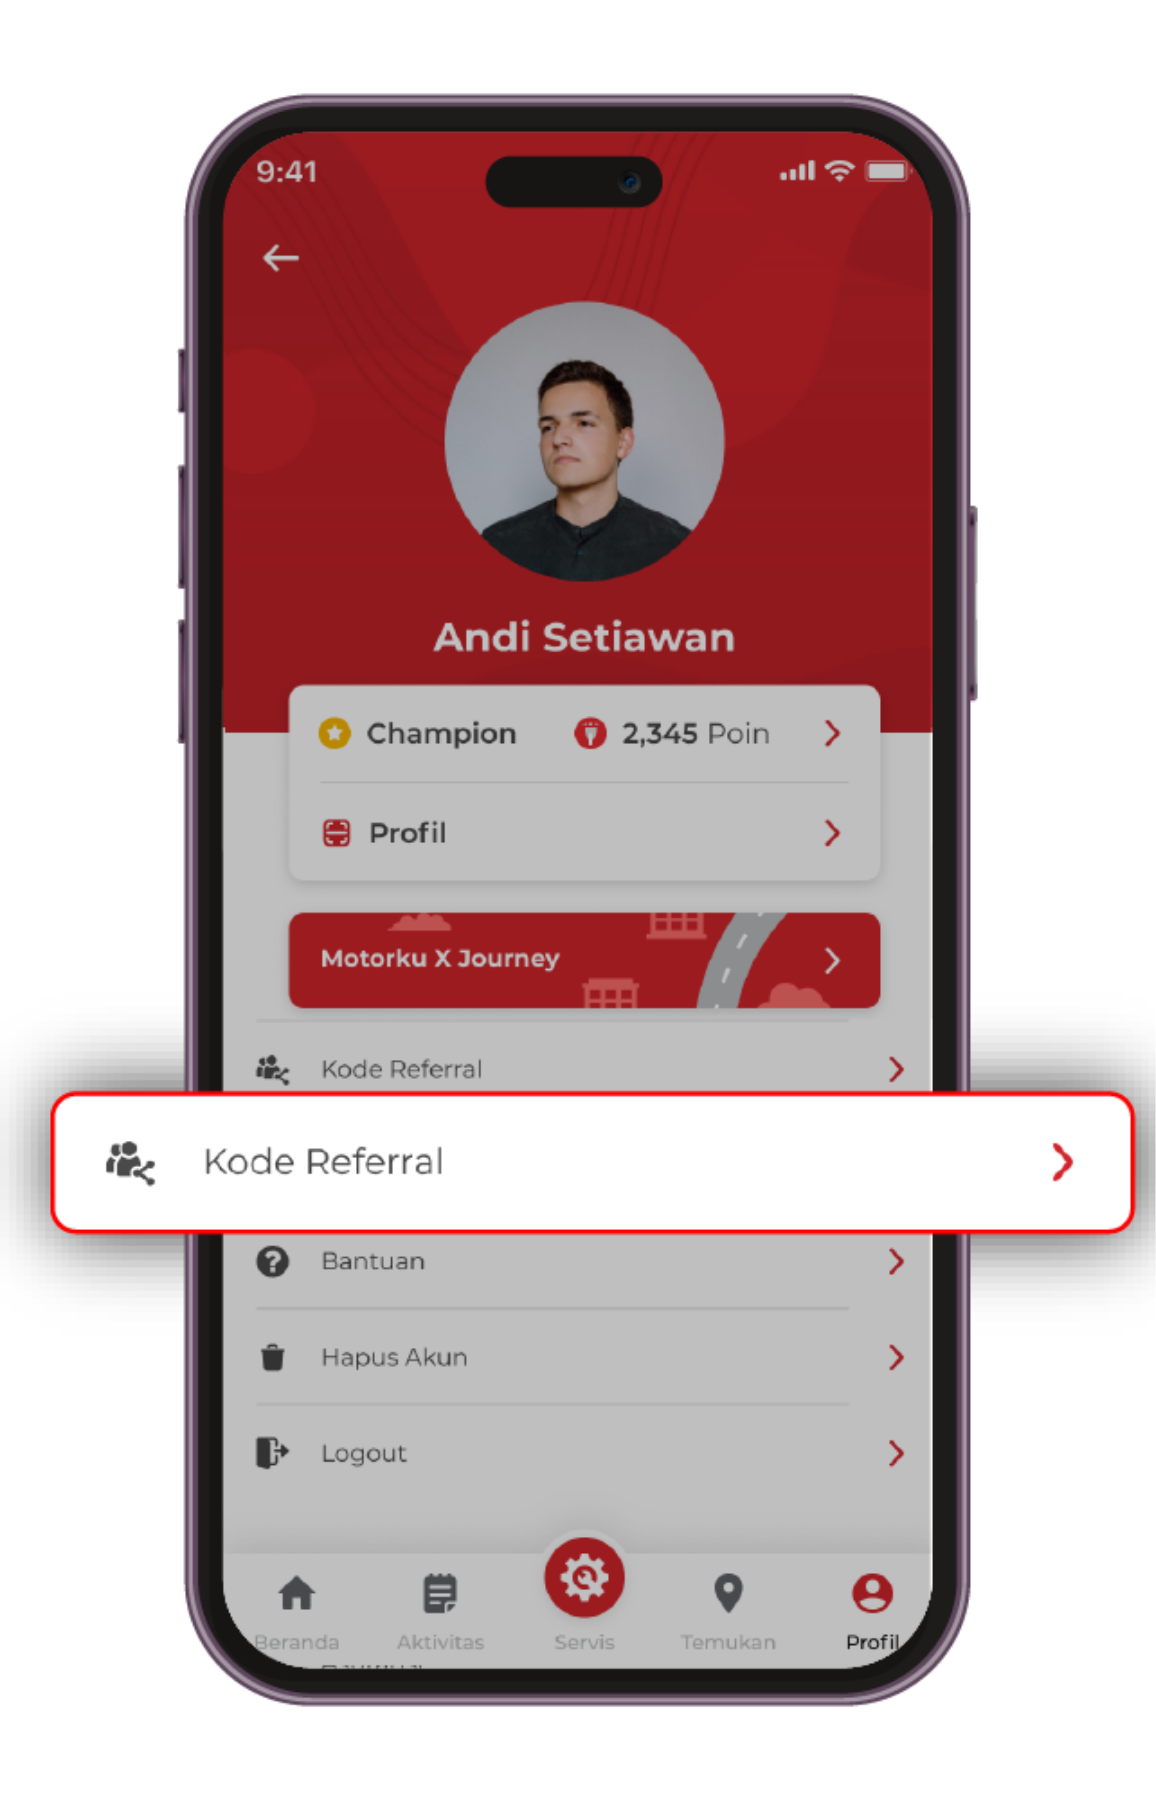 9:41
Andi Setiawan
Champion 2,345 Poin
Profil
Motorku X Journey
Kode Referral
Kode Referral
Bantuan
Hapus Akun
Logout
Beranda Aktivitas Servis Temukan Profil